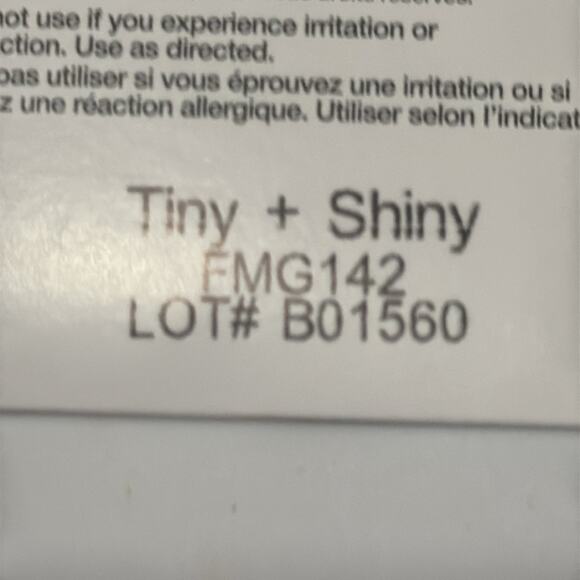 not use if you experience irritation or
ction. Use as directed.
pas utiliser si vous éprouvez une irritation ou si
z une réaction allergique. Utiliser selon l'indicat
Tiny + Shiny
FMG142
LOT# B01560